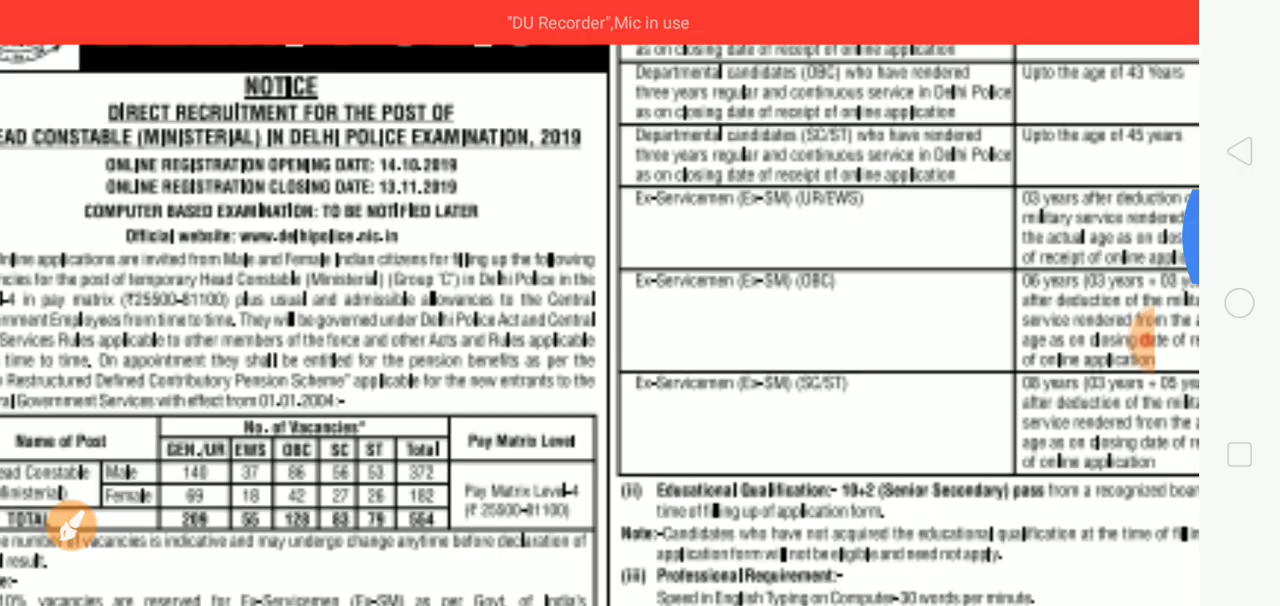 "DU Recorder",Mic in use
NOTICE
DIRECT RECRUITMENT FOR THE POST OF
EAD CONSTABLE (MINISTERIAL) IN DELHI POLICE EXAMINATION, 2019
ONLINE REGISTRATION OPENING DATE: 14.10.2019
ONLINE REGISTRATION CLOSING DATE: 13.11.2019
COMPUTER BASED EXAMINATION: TO BE NOTIFIED LATER
Official website: www.delhipolice.nic.in
nline applications are invited from Male and Female Indian citizens for filling up the following
ncies for the post of temporary Head Constable (Ministerial) (Group 'C') in Delhi Police in the
-4 in pay matrix (₹25500-81100) plus usual and admissible allowances to the Central
rnment Employees from time to time. They will be governed under Delhi Police Act and Central
Services Rules applicable to other members of the force and other Acts and Rules applicable
time to time. On appointment they shall be entitled for the pension benefits as per the
Restructured Defined Contributory Pension Scheme" applicable for the new entrants to the
al Government Services with effect from 01.01.2004:-
Name of Post No. of Vacancies* Pay Matrix Level
GEN./UR EWS OBC SC ST Total
ead Constable Male 140 37 86 56 53 372
inisterial) Female 69 18 42 27 26 182 Pay Matrix Level-4
(₹ 25500-81100)
TOTAL 209 55 128 83 79 554
e number of vacancies is indicative and may undergo change anytime before declaration of
l result.
e:-
10% vacancies are reserved for Ex-Servicemen (Ex-SM) as per Govt. of India's
as on closing date of receipt of online application
Departmental candidates (OBC) who have rendered Upto the age of 43 Years
three years regular and continuous service in Delhi Police
as on closing date of receipt of online application
Departmental candidates (SC/ST) who have rendered Upto the age of 45 years
three years regular and continuous service in Delhi Police
as on closing date of receipt of online application
Ex-Servicemen (Ex-SM) (UR/EWS) 03 years after deduction
military service rendered
the actual age as on clos
of receipt of online appli
Ex-Servicemen (Ex-SM) (OBC) 06 years (03 years + 03 y
after deduction of the milita
service rendered from the
age as on closing date of r
of online application
Ex-Servicemen (Ex-SM) (SC/ST) 08 years (03 years + 05 ye
after deduction of the milit
service rendered from the
age as on closing date of r
of online application
(ii) Educational Qualification:- 10+2 (Senior Secondary) pass from a recognized boar
time of filling up of application form.
Note:-Candidates who have not acquired the educational qualification at the time of fillin
application form will not be eligible and need not apply.
(iii) Professional Requirement:-
Speed in English Typing on Computer-30 words per minute.